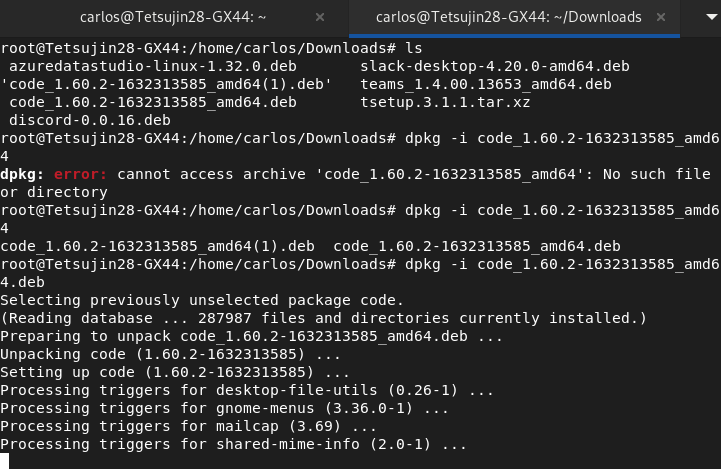 carlos@Tetsujin28-GX44: ~ × carlos@Tetsujin28-GX44: ~/Downloads ×
root@Tetsujin28-GX44:/home/carlos/Downloads# ls
azuredatastudio-linux-1.32.0.deb slack-desktop-4.20.0-amd64.deb
'code_1.60.2-1632313585_amd64(1).deb' teams_1.4.00.13653_amd64.deb
code_1.60.2-1632313585_amd64.deb tsetup.3.1.1.tar.xz
discord-0.0.16.deb
root@Tetsujin28-GX44:/home/carlos/Downloads# dpkg -i code_1.60.2-1632313585_amd6
4
dpkg: error: cannot access archive 'code_1.60.2-1632313585_amd64': No such file
or directory
root@Tetsujin28-GX44:/home/carlos/Downloads# dpkg -i code_1.60.2-1632313585_amd6
4
code_1.60.2-1632313585_amd64(1).deb code_1.60.2-1632313585_amd64.deb
root@Tetsujin28-GX44:/home/carlos/Downloads# dpkg -i code_1.60.2-1632313585_amd6
4.deb
Selecting previously unselected package code.
(Reading database ... 287987 files and directories currently installed.)
Preparing to unpack code_1.60.2-1632313585_amd64.deb ...
Unpacking code (1.60.2-1632313585) ...
Setting up code (1.60.2-1632313585) ...
Processing triggers for desktop-file-utils (0.26-1) ...
Processing triggers for gnome-menus (3.36.0-1) ...
Processing triggers for mailcap (3.69) ...
Processing triggers for shared-mime-info (2.0-1) ...